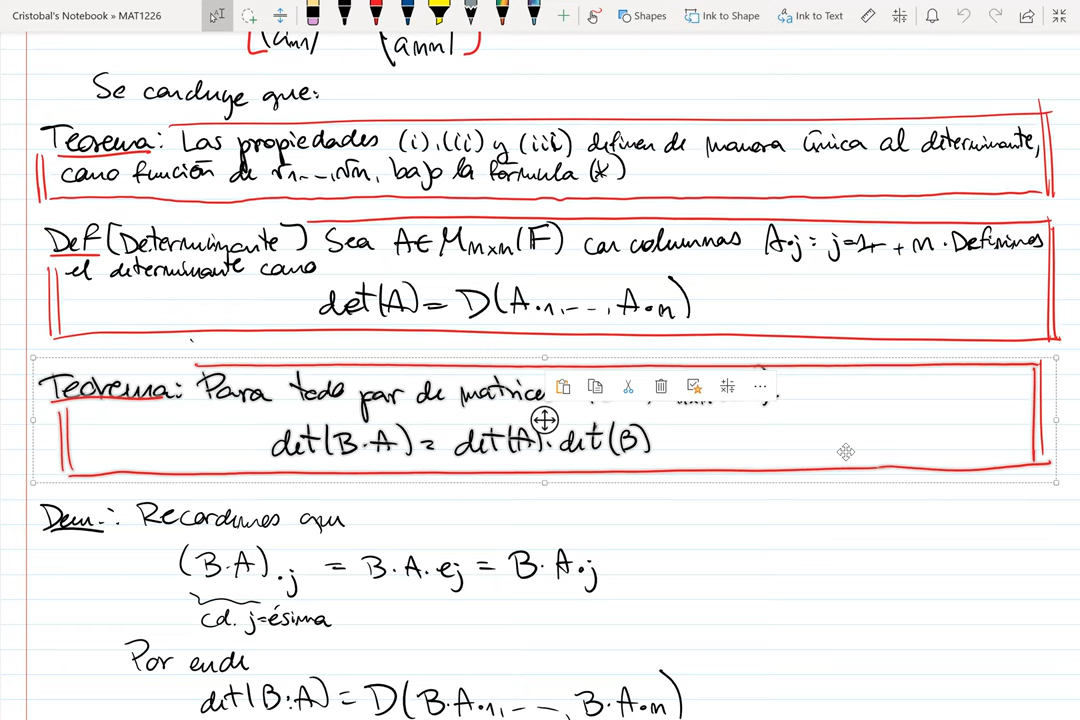 Cristobal's Notebook » MAT1226
Shapes
Ink to Shape
Ink to Text
Se concluye que:
Teorema: Las propiedades (i), (ii) y (iii) definen de manera única al determinante,
como función de v1, ..., vn, bajo la fórmula (*)
Def (Determinante) Sea A∈Mnxn(F) con columnas A•j : j=1, n. Definimos
el determinante como
det(A) = D(A•1, --, A•n)
Teorema: Para todo par de matrice
det(B·A) = det(A)·det(B)
Dem.: Recordemos que
(B·A)•j = B·A·ej = B·A•j
col. j-ésima
Por ende
det(B·A) = D(B·A•1, --, B·A•n)